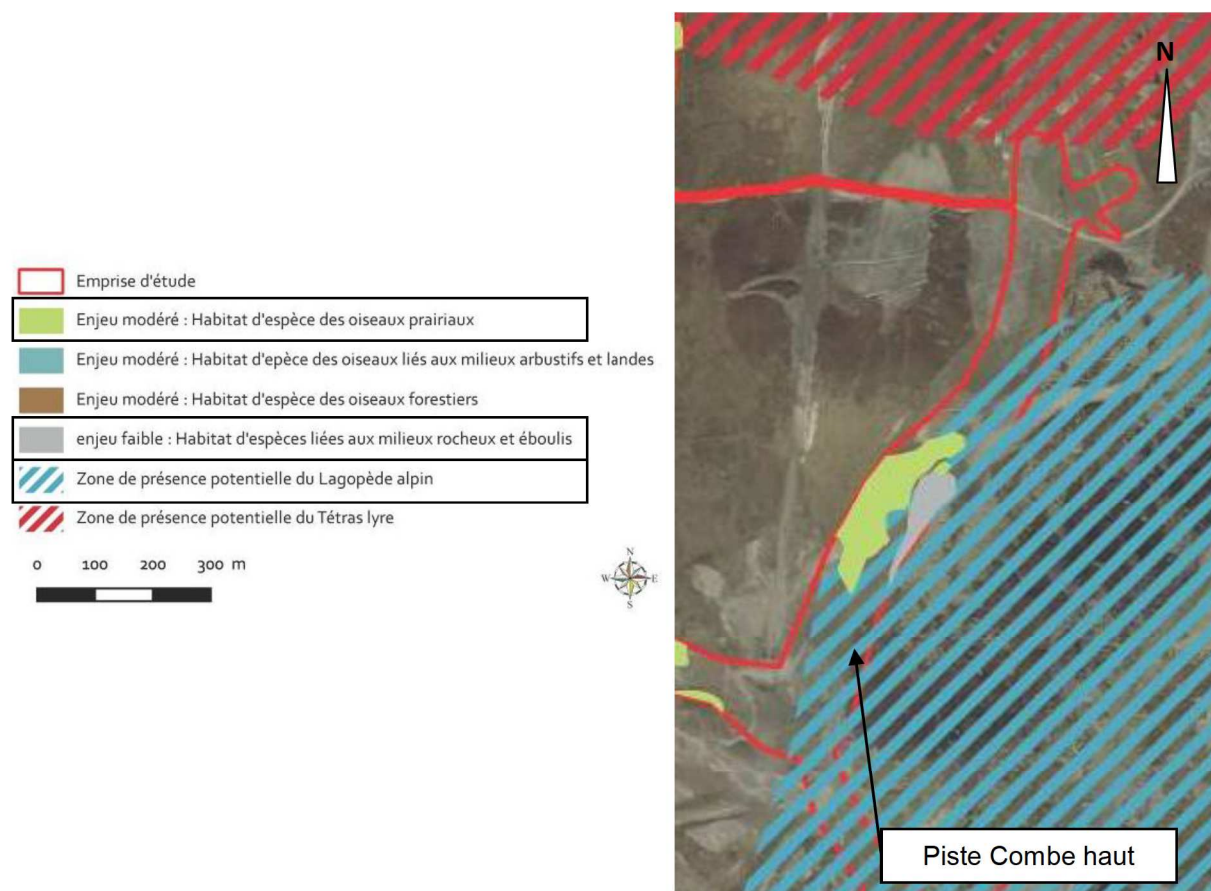 N
Emprise d'étude
Enjeu modéré : Habitat d'espèce des oiseaux prairiaux
Enjeu modéré : Habitat d'epèce des oiseaux liés aux milieux arbustifs et landes
Enjeu modéré : Habitat d'espèce des oiseaux forestiers
enjeu faible : Habitat d'espèces liées aux milieux rocheux et éboulis
Zone de présence potentielle du Lagopède alpin
Zone de présence potentielle du Tétras lyre
0 100 200 300 m
N
W E
S
Piste Combe haut